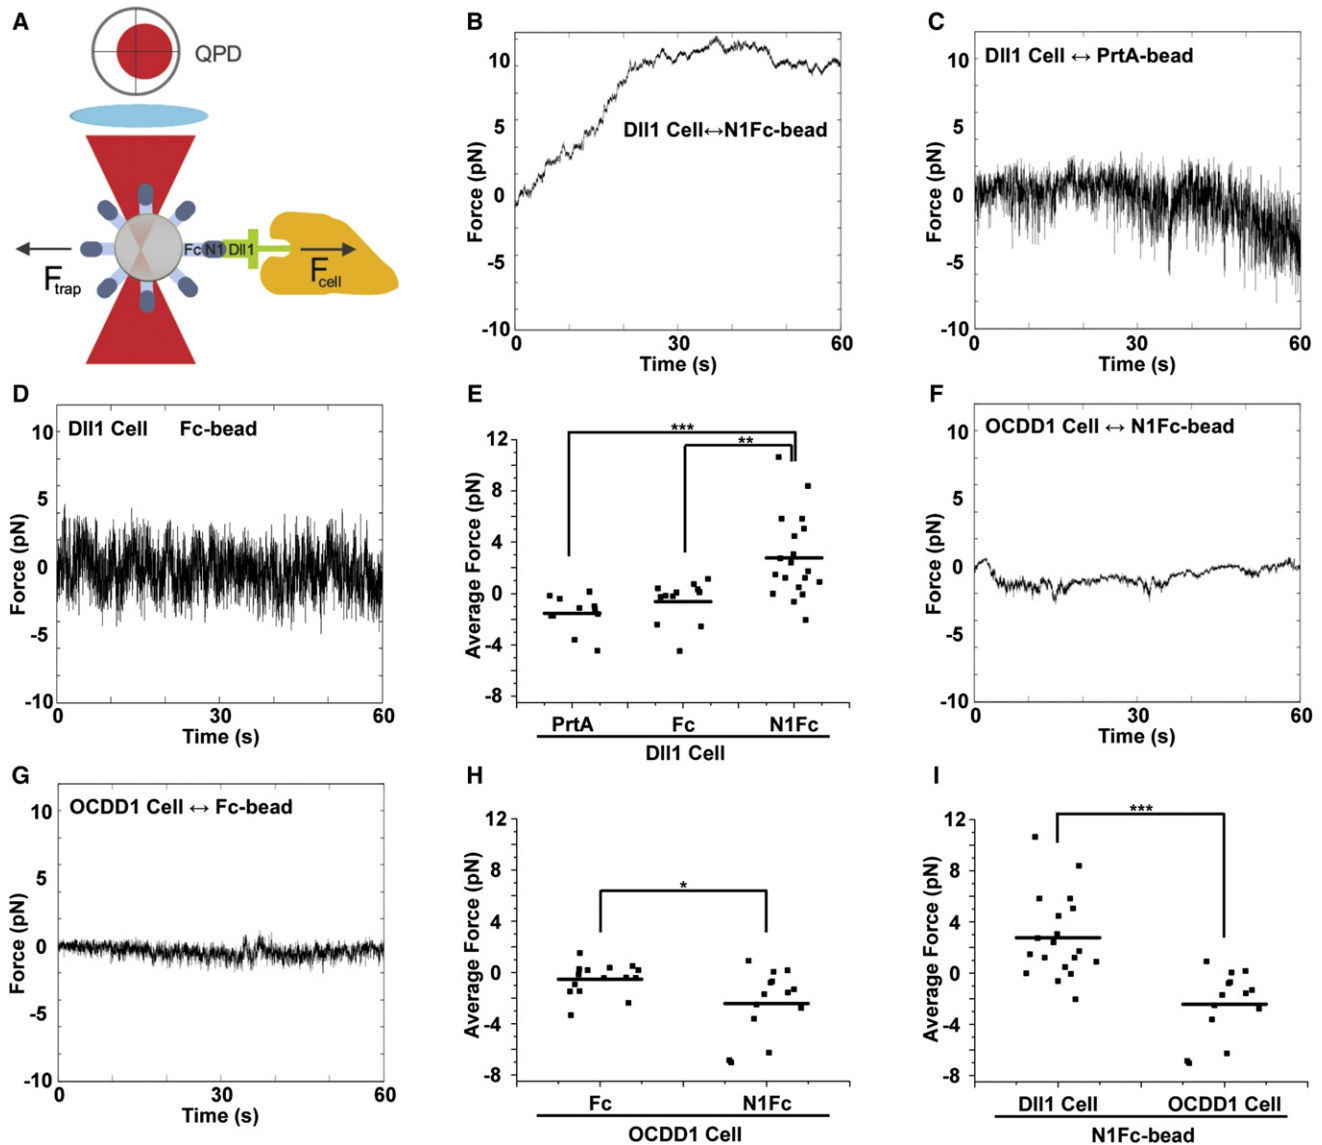 A
QPD
Fc N1 Dll1
Ftrap
Fcell
B
Force (pN)
10
5
0
-5
-10
Dll1 Cell↔N1Fc-bead
0 30 60
Time (s)
C
Force (pN)
10
5
0
-5
-10
Dll1 Cell ↔ PrtA-bead
0 30 60
Time (s)
D
Force (pN)
10
5
0
-5
-10
Dll1 Cell Fc-bead
0 30 60
Time (s)
E
Average Force (pN)
12
8
4
0
-4
-8
***
**
PrtA Fc N1Fc
Dll1 Cell
F
Force (pN)
10
5
0
-5
-10
OCDD1 Cell ↔ N1Fc-bead
0 30 60
Time (s)
G
Force (pN)
10
5
0
-5
-10
OCDD1 Cell ↔ Fc-bead
0 30 60
Time (s)
H
Average Force (pN)
12
8
4
0
-4
-8
*
Fc N1Fc
OCDD1 Cell
I
Average Force (pN)
12
8
4
0
-4
-8
***
Dll1 Cell OCDD1 Cell
N1Fc-bead